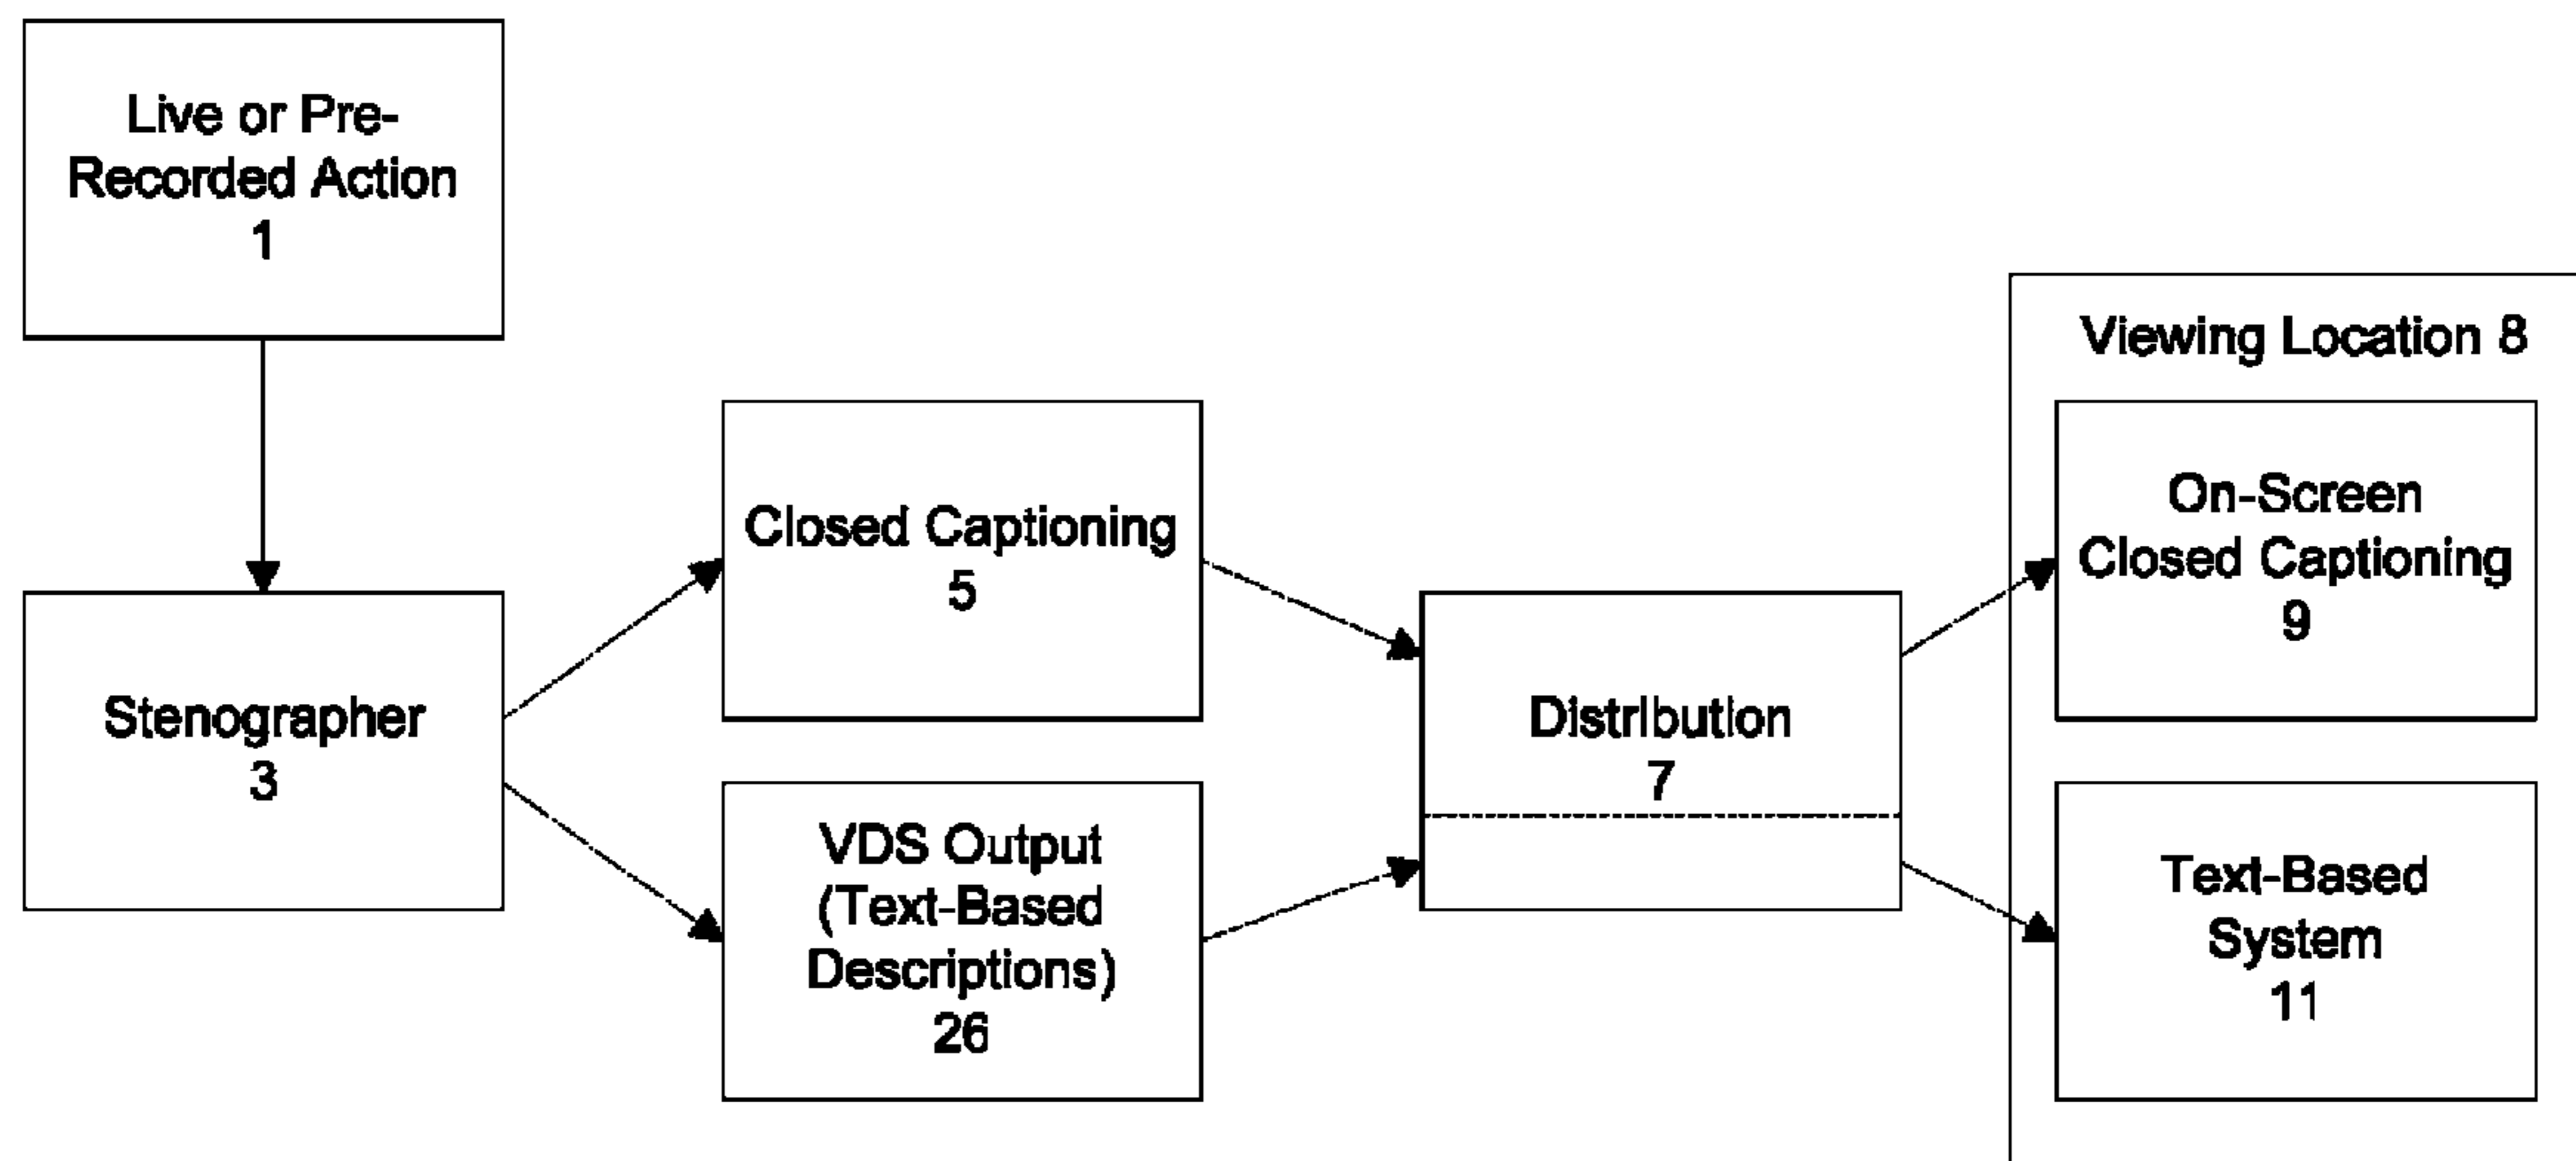 Live or Pre-
Recorded Action
1
Stenographer
3
Closed Captioning
5
VDS Output
(Text-Based
Descriptions)
26
Distribution
7
Viewing Location 8
On-Screen
Closed Captioning
9
Text-Based
System
11